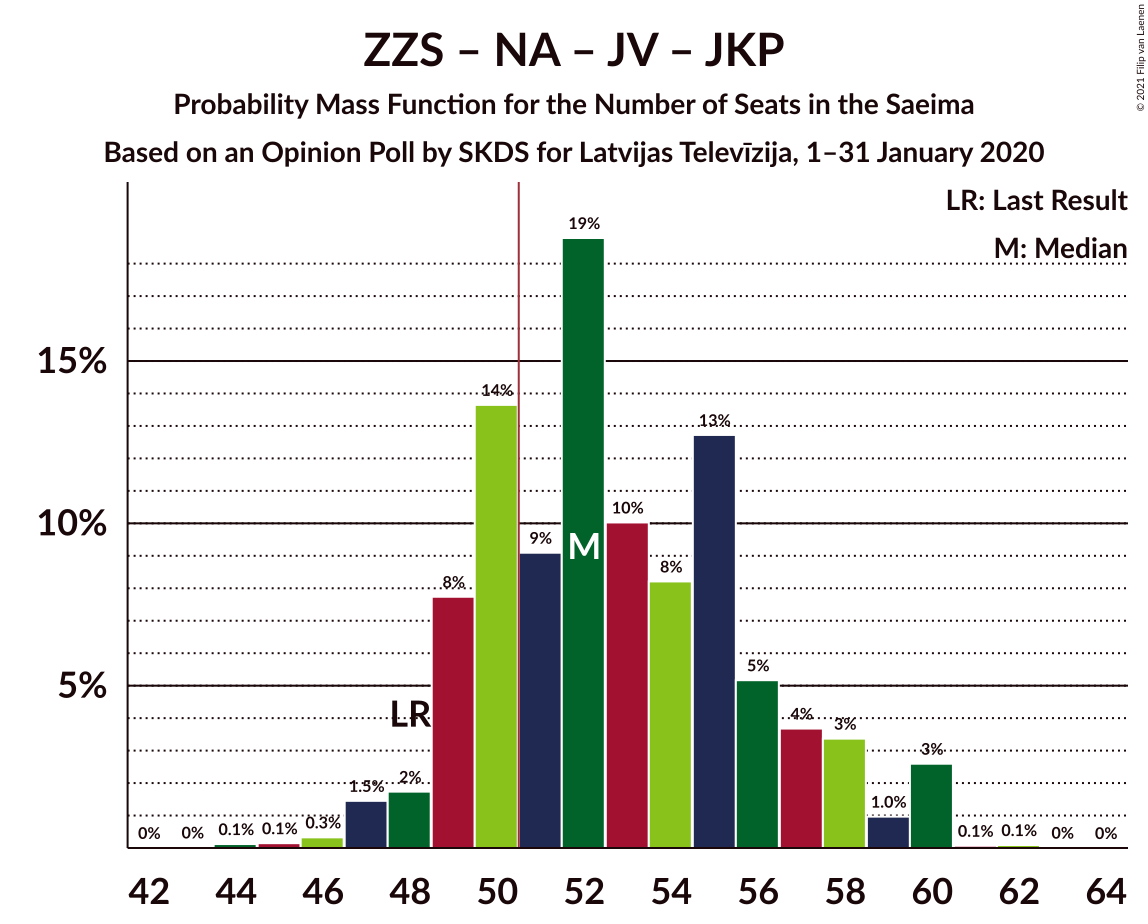 ZZS – NA – JV – JKP
Probability Mass Function for the Number of Seats in the Saeima
Based on an Opinion Poll by SKDS for Latvijas Televīzija, 1–31 January 2020
© 2021 Filip van Laenen
LR: Last Result
M: Median
15%
10%
5%
0%
0%
0.1%
0.1%
0.3%
1.5%
2%
8%
14%
9%
19%
10%
8%
13%
5%
4%
3%
1.0%
3%
0.1%
0.1%
0%
0%
LR
M
42 44 46 48 50 52 54 56 58 60 62 64